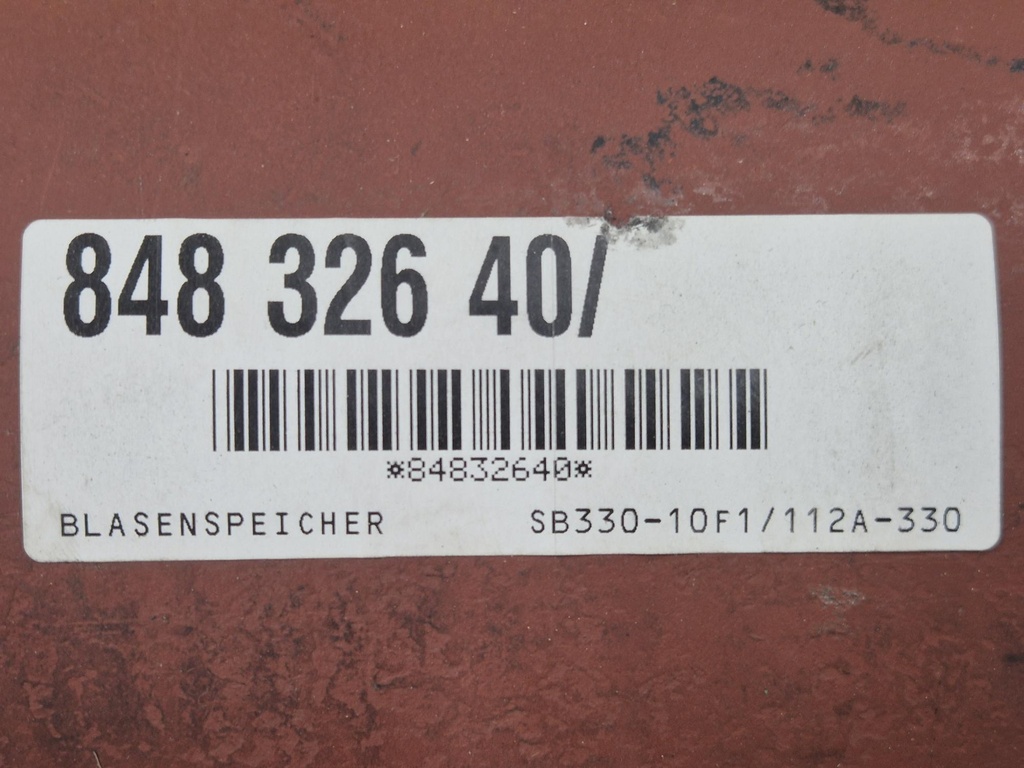 848 326 40/
*84832640*
BLASENSPEICHER SB330-10F1/112A-330